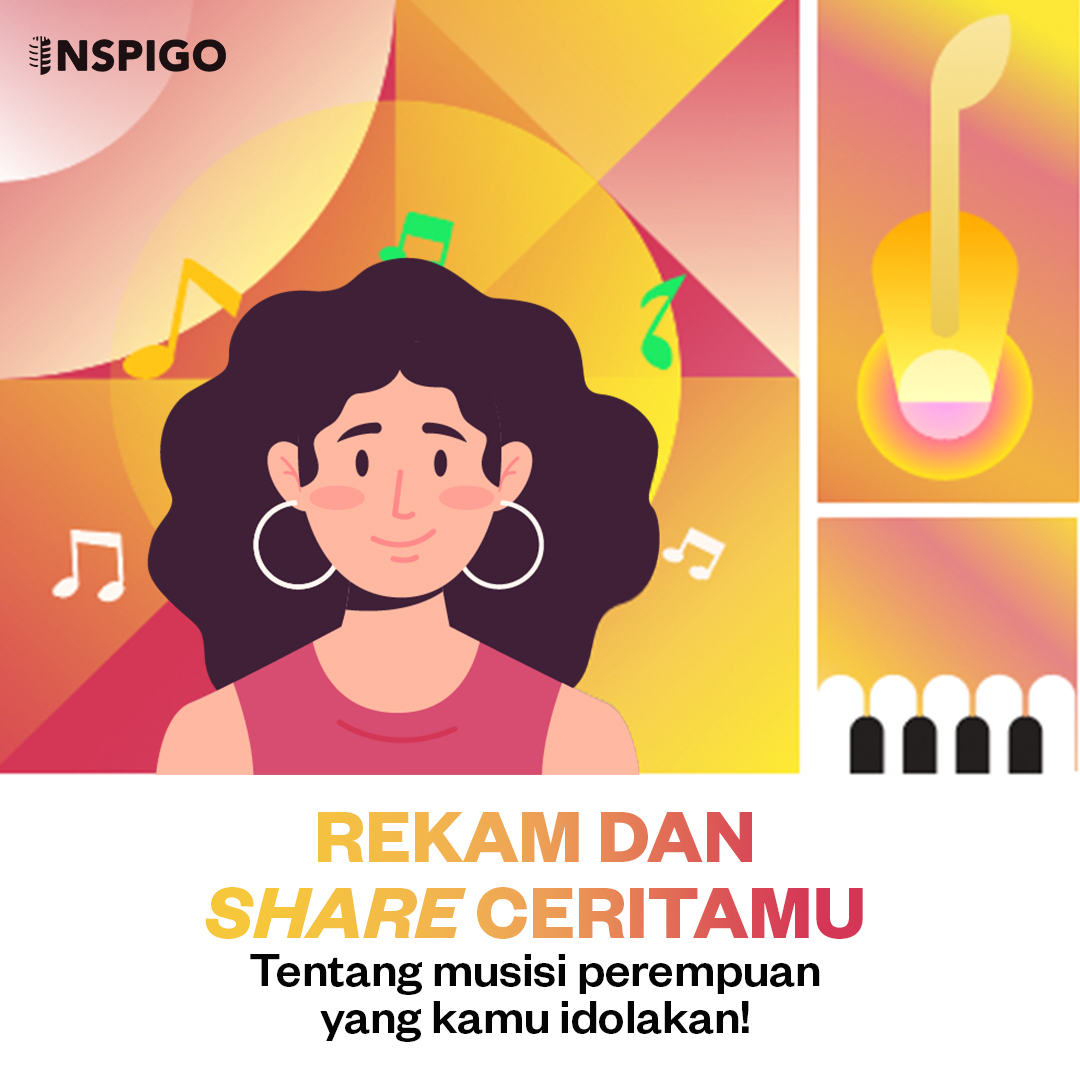 INSPIGO
REKAM DAN
SHARE CERITAMU
Tentang musisi perempuan
yang kamu idolakan!